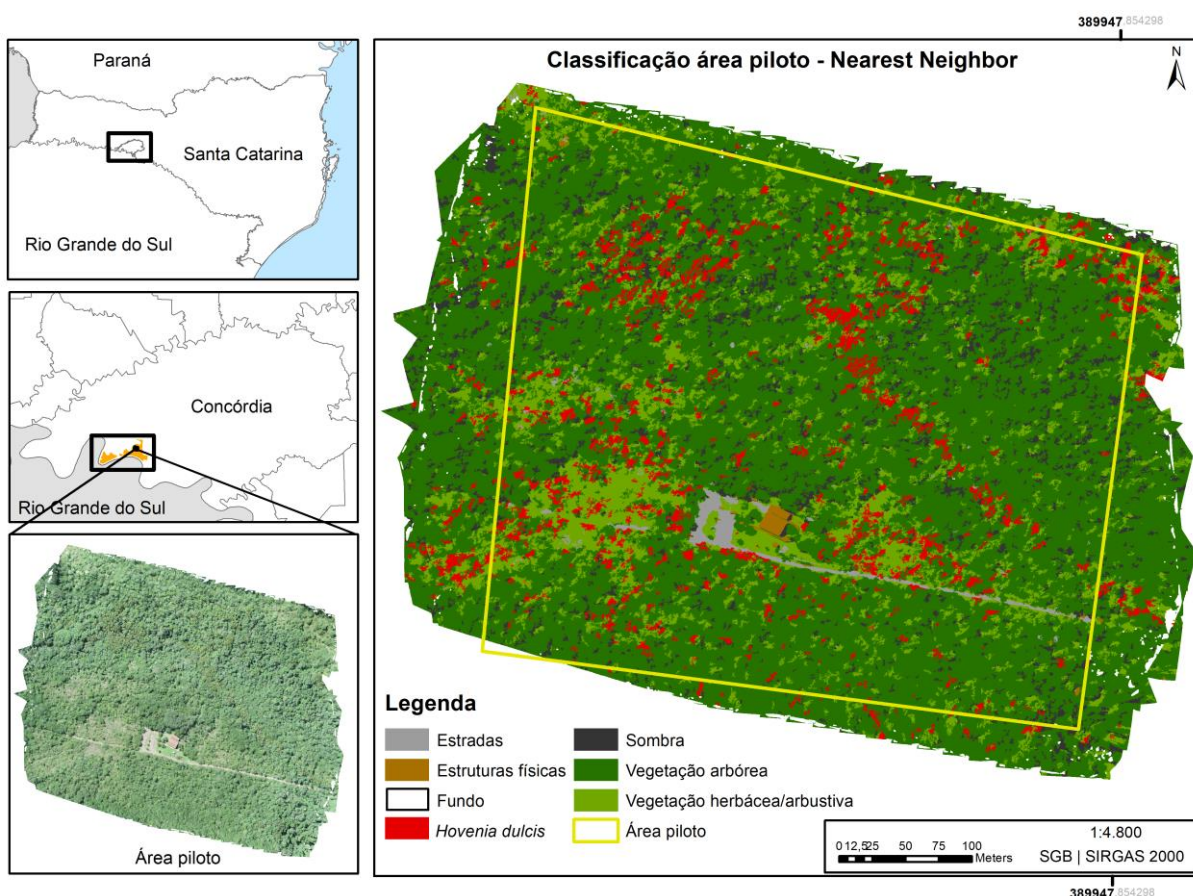 389947,854298
Paraná
Santa Catarina
Rio Grande do Sul
Concórdia
Rio Grande do Sul
Área piloto
Classificação área piloto - Nearest Neighbor
N
Legenda
Estradas
Estruturas físicas
Fundo
Hovenia dulcis
Sombra
Vegetação arbórea
Vegetação herbácea/arbustiva
Área piloto
1:4.800
0 12,525 50 75 100
Meters
SGB | SIRGAS 2000
389947,854298